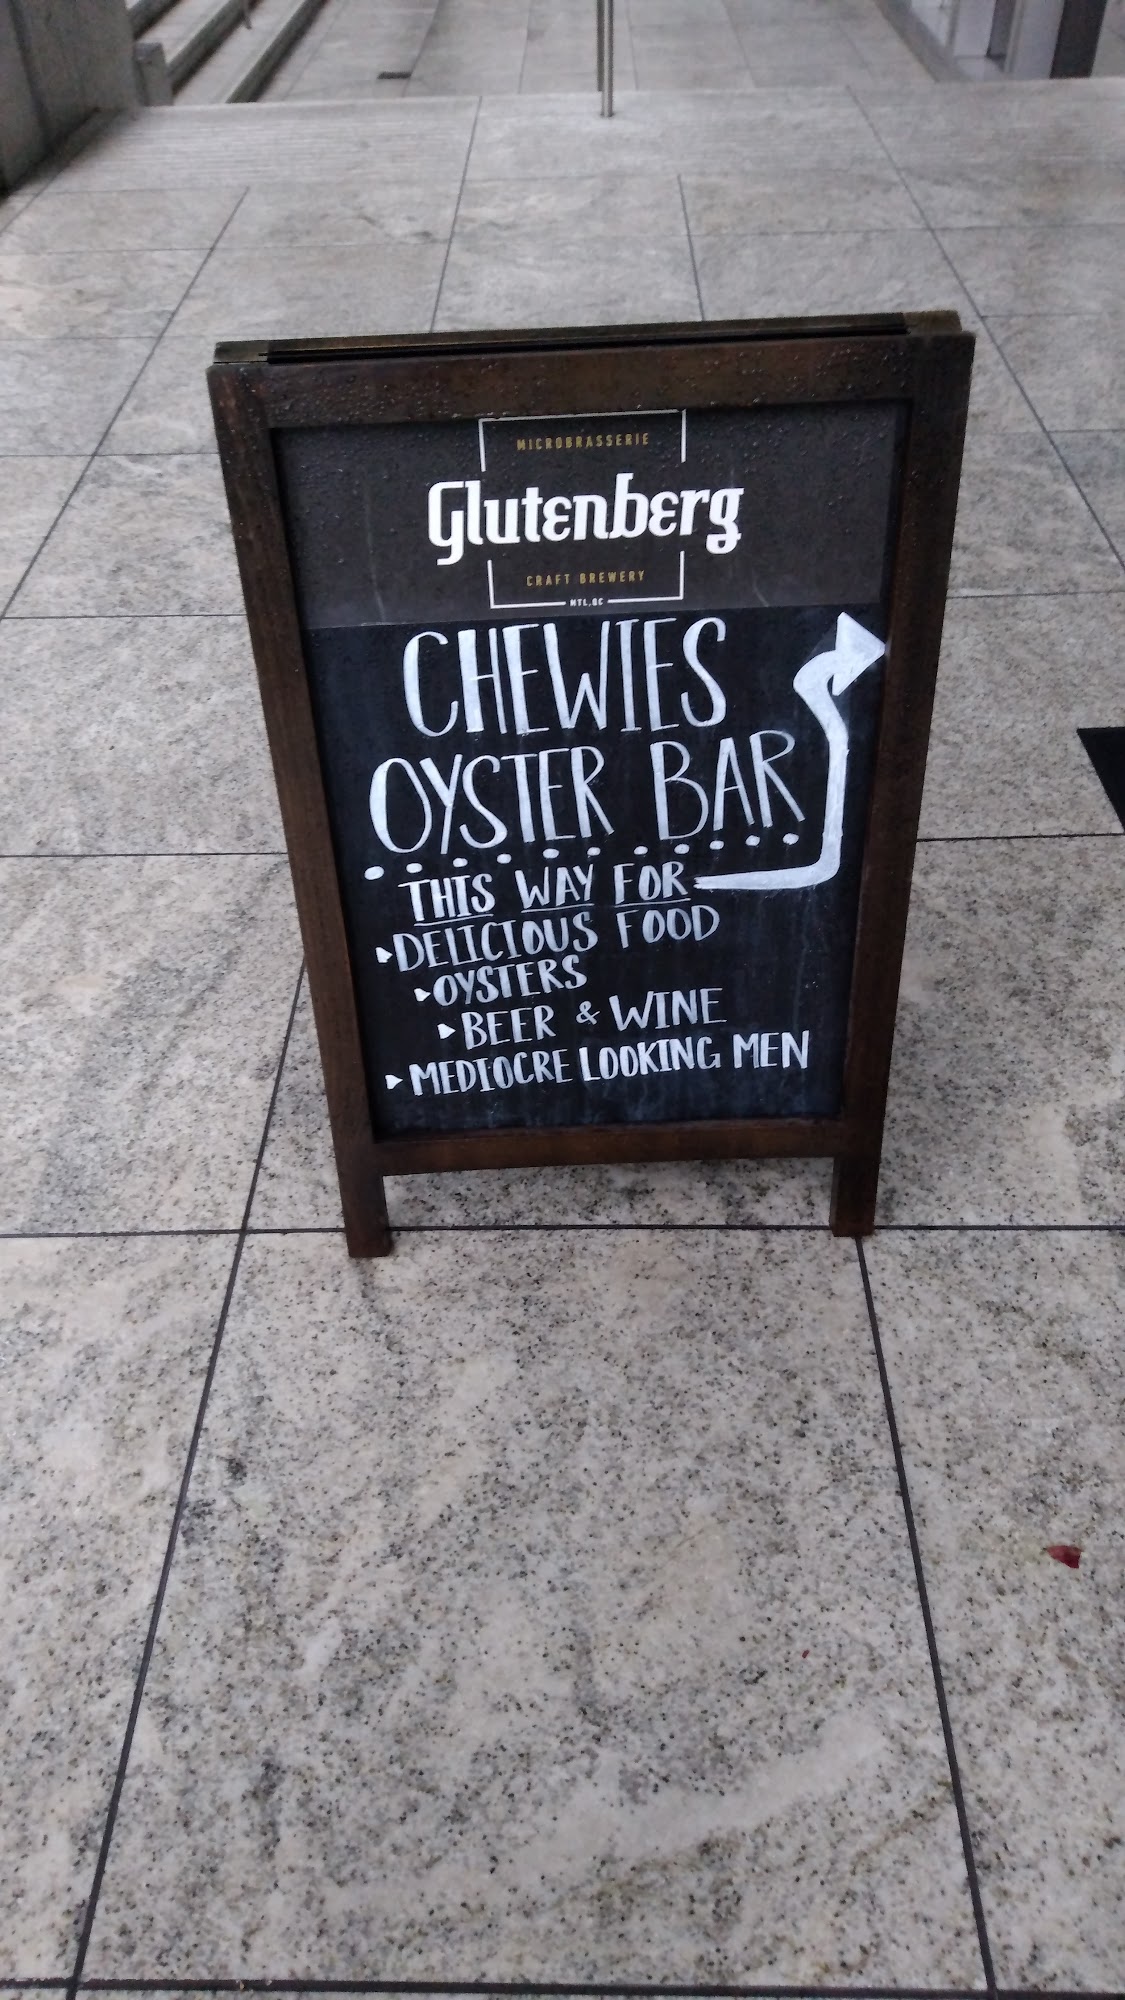 MICROBRASSERIE
Glutenberg
CRAFT BREWERY
MTL.QC
CHEWIES
OYSTER BAR
THIS WAY FOR
DELICIOUS FOOD
OYSTERS
BEER & WINE
MEDIOCRE LOOKING MEN